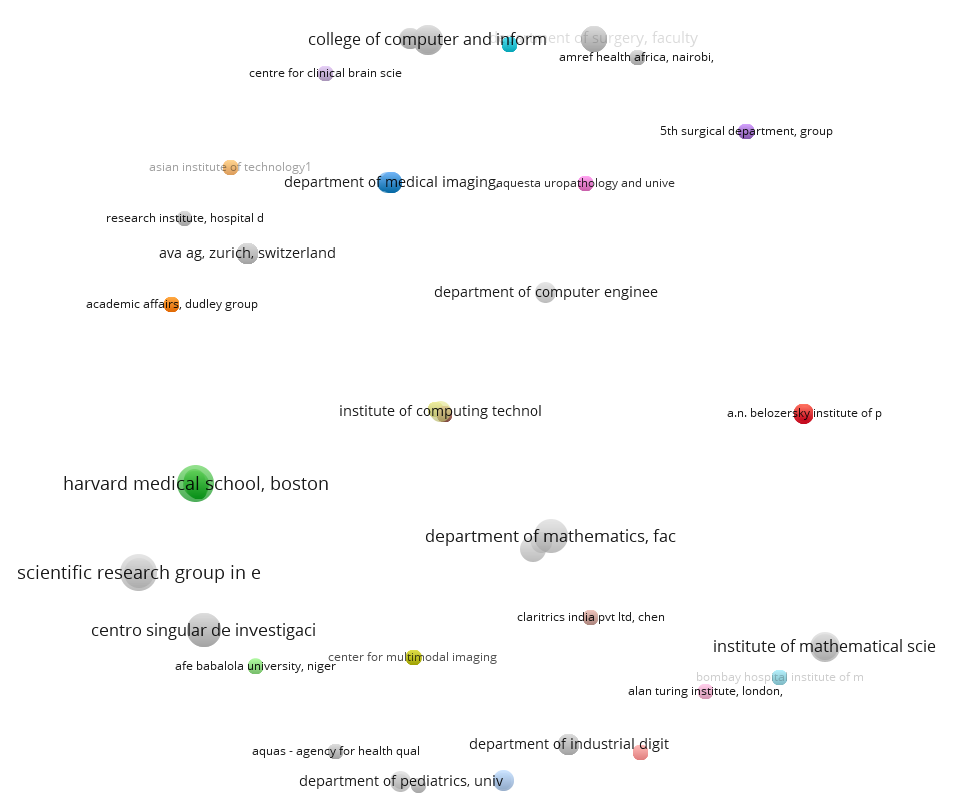 college of computer and inform
department of surgery, faculty
amref health africa, nairobi,
centre for clinical brain scie
5th surgical department, group
asian institute of technology1
department of medical imaging,
aquesta uropathology and unive
research institute, hospital d
ava ag, zurich, switzerland
department of computer enginee
academic affairs, dudley group
institute of computing technol
a.n. belozersky institute of p
harvard medical school, boston
department of mathematics, fac
scientific research group in e
claritrics india pvt ltd, chen
centro singular de investigaci
institute of mathematical scie
center for multimodal imaging
afe babalola university, niger
bombay hospital institute of m
alan turing institute, london,
department of industrial digit
aquas - agency for health qual
department of pediatrics, univ